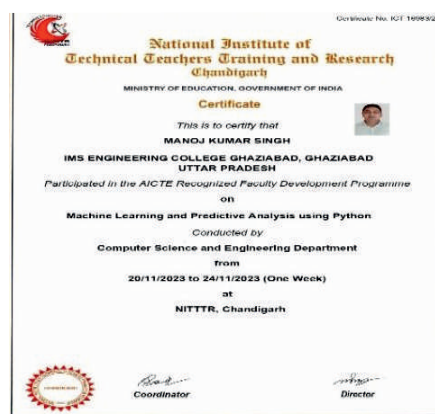 Certificate No. ICT 16983/2
National Institute of
Technical Teachers Training and Research
Chandigarh
MINISTRY OF EDUCATION, GOVERNMENT OF INDIA
Certificate
This is to certify that
MANOJ KUMAR SINGH
IMS ENGINEERING COLLEGE GHAZIABAD, GHAZIABAD
UTTAR PRADESH
Participated in the AICTE Recognized Faculty Development Programme
on
Machine Learning and Predictive Analysis using Python
Conducted by
Computer Science and Engineering Department
from
20/11/2023 to 24/11/2023 (One Week)
at
NITTTR, Chandigarh
Coordinator
Director